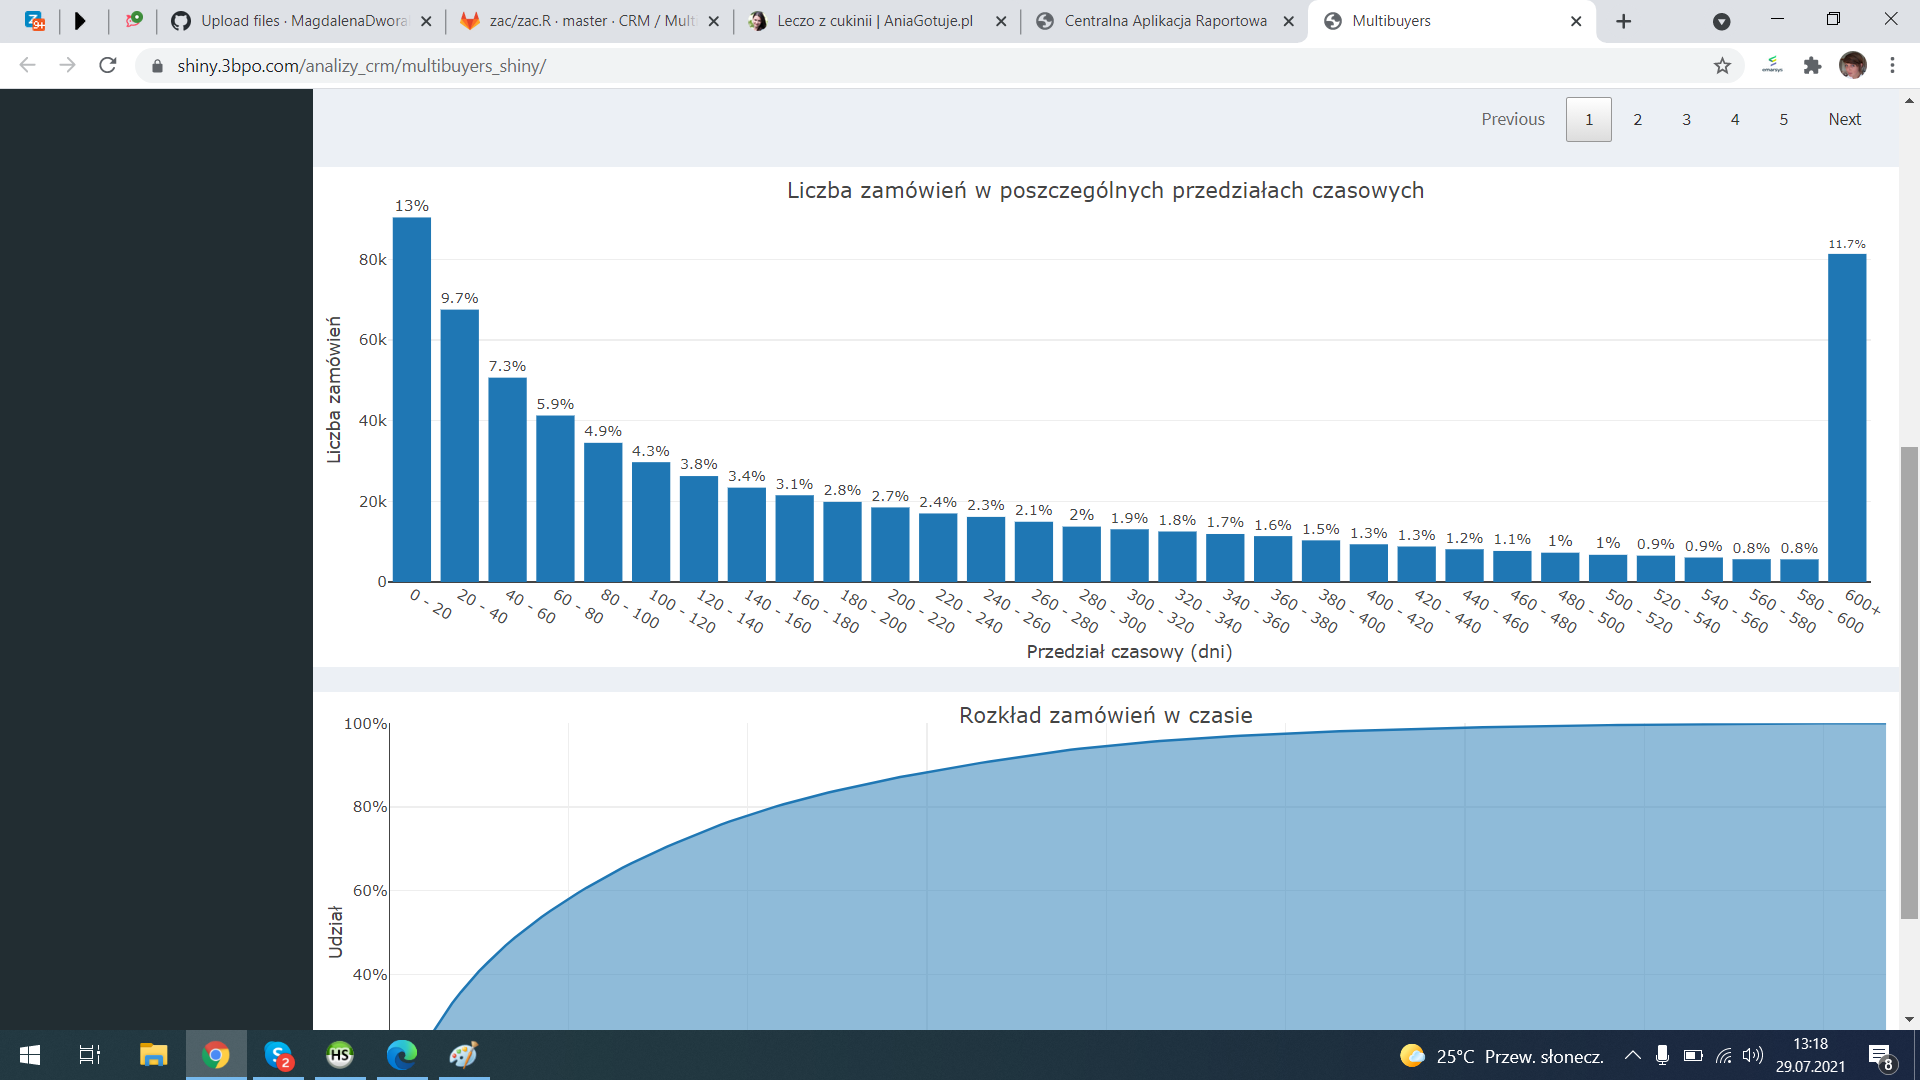 Upload files · MagdalenaDwora
zac/zac.R · master · CRM / Mult
Leczo z cukinii | AniaGotuje.pl
Centralna Aplikacja Raportowa
Multibuyers
shiny.3bpo.com/analizy_crm/multibuyers_shiny/
emarsys
Previous 1 2 3 4 5 Next
Liczba zamówień w poszczególnych przedziałach czasowych
13% 9.7% 7.3% 5.9% 4.9% 4.3% 3.8% 3.4% 3.1% 2.8% 2.7% 2.4% 2.3% 2.1% 2% 1.9% 1.8% 1.7% 1.6% 1.5% 1.3% 1.3% 1.2% 1.1% 1% 1% 0.9% 0.9% 0.8% 0.8% 11.7%
80k
60k
40k
20k
0
Liczba zamówień
0 - 20
20 - 40
40 - 60
60 - 80
80 - 100
100 - 120
120 - 140
140 - 160
160 - 180
180 - 200
200 - 220
220 - 240
240 - 260
260 - 280
280 - 300
300 - 320
320 - 340
340 - 360
360 - 380
380 - 400
400 - 420
420 - 440
440 - 460
460 - 480
480 - 500
500 - 520
520 - 540
540 - 560
560 - 580
580 - 600
600+
Przedział czasowy (dni)
Rozkład zamówień w czasie
100%
80%
60%
40%
Udział
HS
2
25°C Przew. słonecz.
13:18
29.07.2021
8